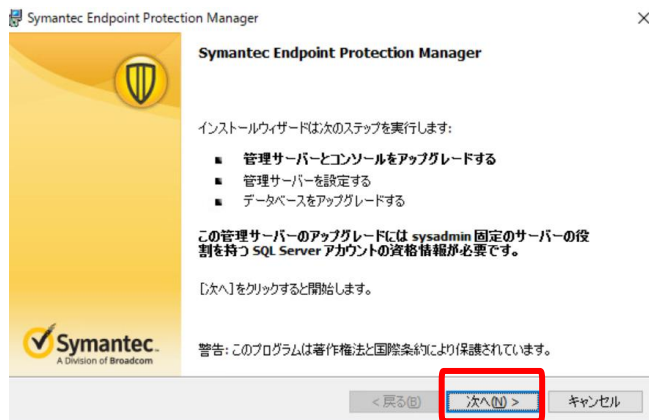 Symantec Endpoint Protection Manager
Symantec Endpoint Protection Manager
インストールウィザードは次のステップを実行します:
■ 管理サーバーとコンソールをアップグレードする
■ 管理サーバーを設定する
■ データベースをアップグレードする
この管理サーバーのアップグレードには sysadmin 固定のサーバーの役
割を持つ SQL Server アカウントの資格情報が必要です。
[次へ]をクリックすると開始します。
Symantec.
A Division of Broadcom
警告: このプログラムは著作権法と国際条約により保護されています。
< 戻る(B) 次へ(N) > キャンセル